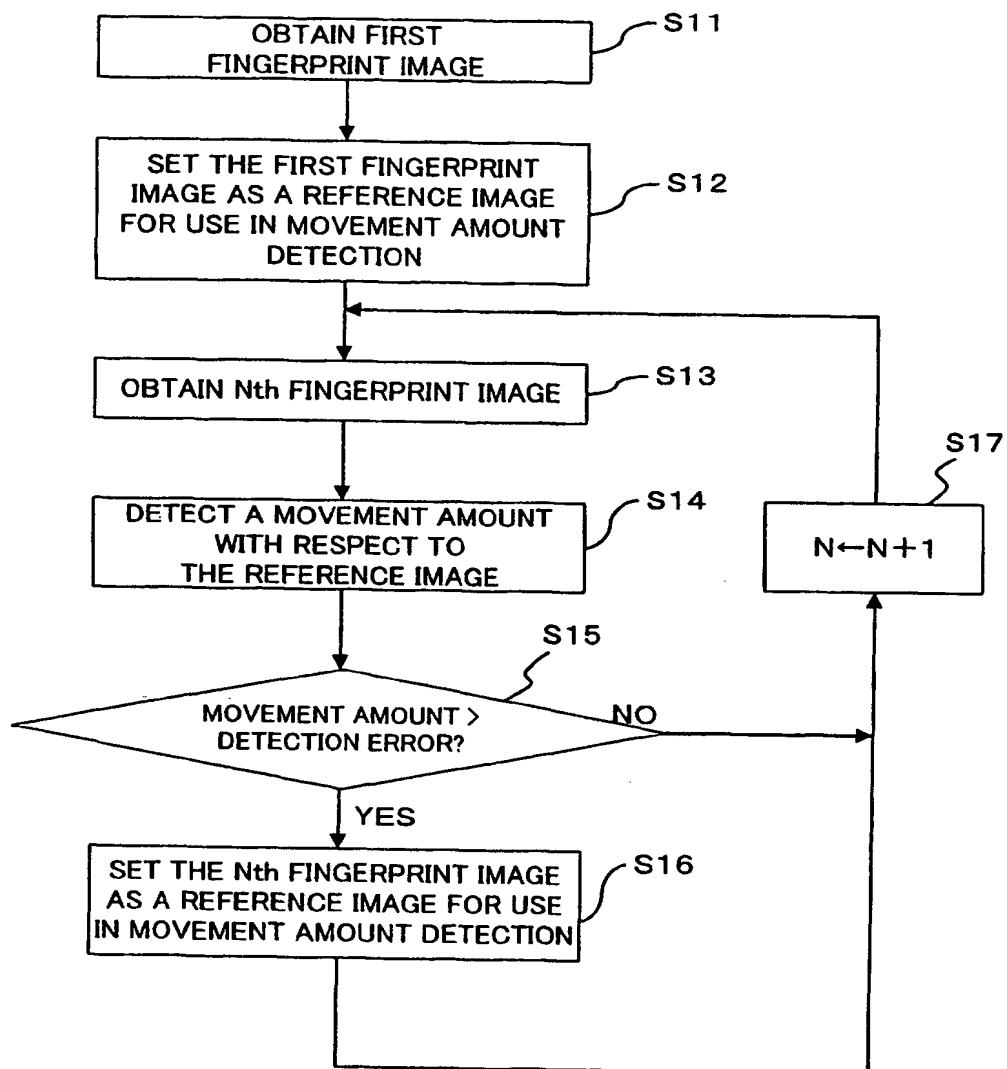 OBTAIN FIRST
FINGERPRINT IMAGE
S11
SET THE FIRST FINGERPRINT
IMAGE AS A REFERENCE IMAGE
FOR USE IN MOVEMENT AMOUNT
DETECTION
S12
OBTAIN Nth FINGERPRINT IMAGE
S13
DETECT A MOVEMENT AMOUNT
WITH RESPECT TO
THE REFERENCE IMAGE
S14
S17
N←N+1
S15
MOVEMENT AMOUNT >
DETECTION ERROR?
NO
YES
SET THE Nth FINGERPRINT IMAGE
AS A REFERENCE IMAGE FOR USE
IN MOVEMENT AMOUNT DETECTION
S16